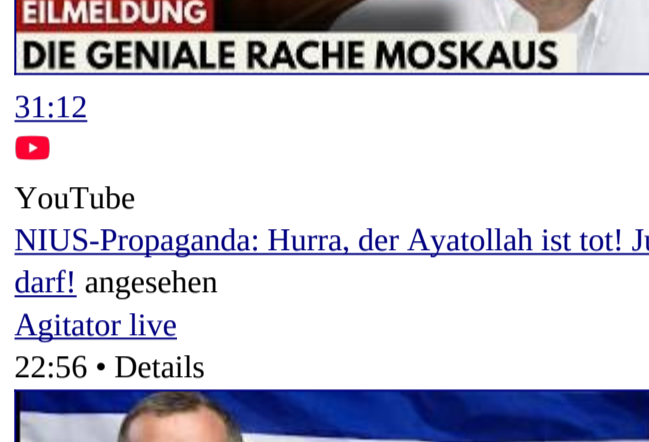 EILMELDUNG
DIE GENIALE RACHE MOSKAUS
31:12
YouTube
NIUS-Propaganda: Hurra, der Ayatollah ist tot!
darf! angesehen
Agitator live
22:56 • Details